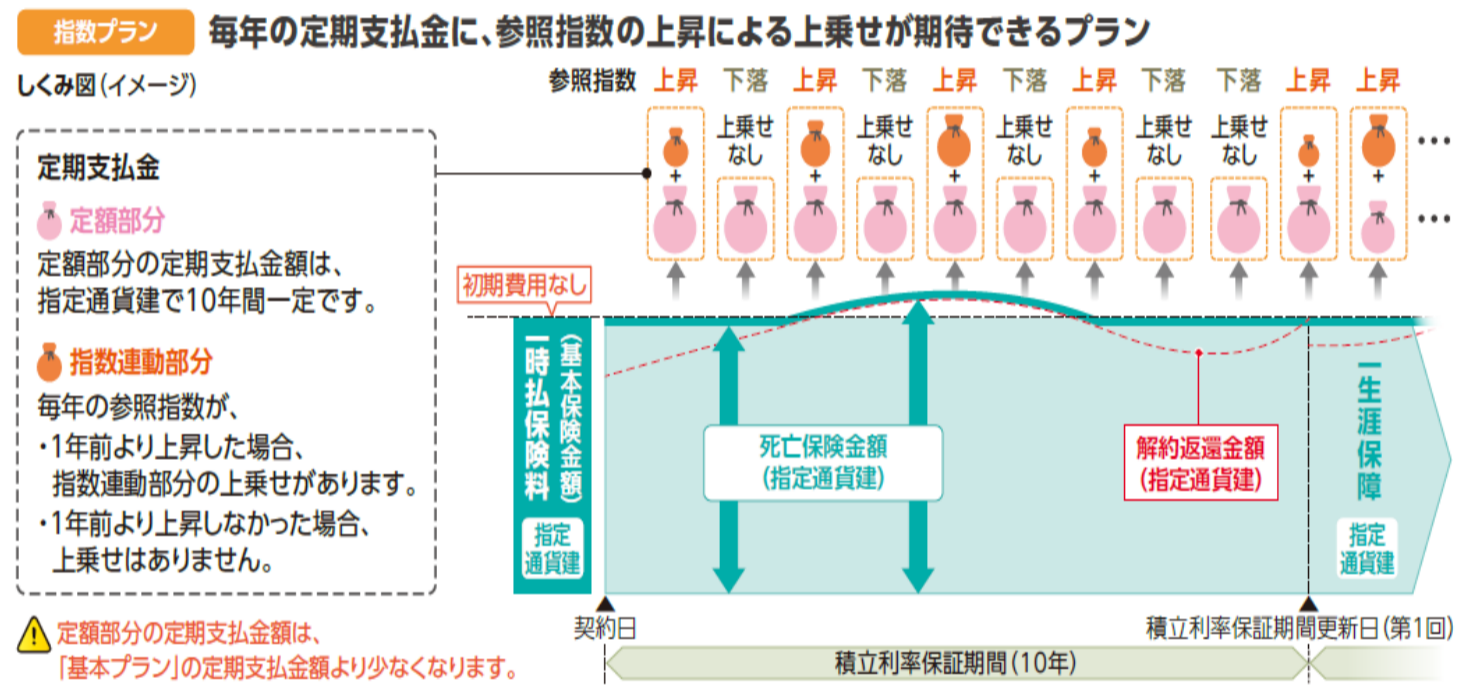 指数プラン 毎年の定期支払金に、参照指数の上昇による上乗せが期待できるプラン
しくみ図(イメージ)
参照指数 上昇 下落 上昇 下落 上昇 下落 上昇 下落 下落 上昇 上昇
上乗せなし 上乗せなし 上乗せなし 上乗せなし 上乗せなし
+ + + + + +
… 
…
定期支払金
定額部分
定額部分の定期支払金額は、
指定通貨建で10年間一定です。
指数連動部分
毎年の参照指数が、
・1年前より上昇した場合、
指数連動部分の上乗せがあります。
・1年前より上昇しなかった場合、
上乗せはありません。
初期費用なし
一時払保険料
(基本保険金額)
指定
通貨建
死亡保険金額
(指定通貨建)
解約返還金額
(指定通貨建)
一生涯保障
指定
通貨建
契約日
積立利率保証期間更新日(第1回)
積立利率保証期間(10年)
定額部分の定期支払金額は、
「基本プラン」の定期支払金額より少なくなります。